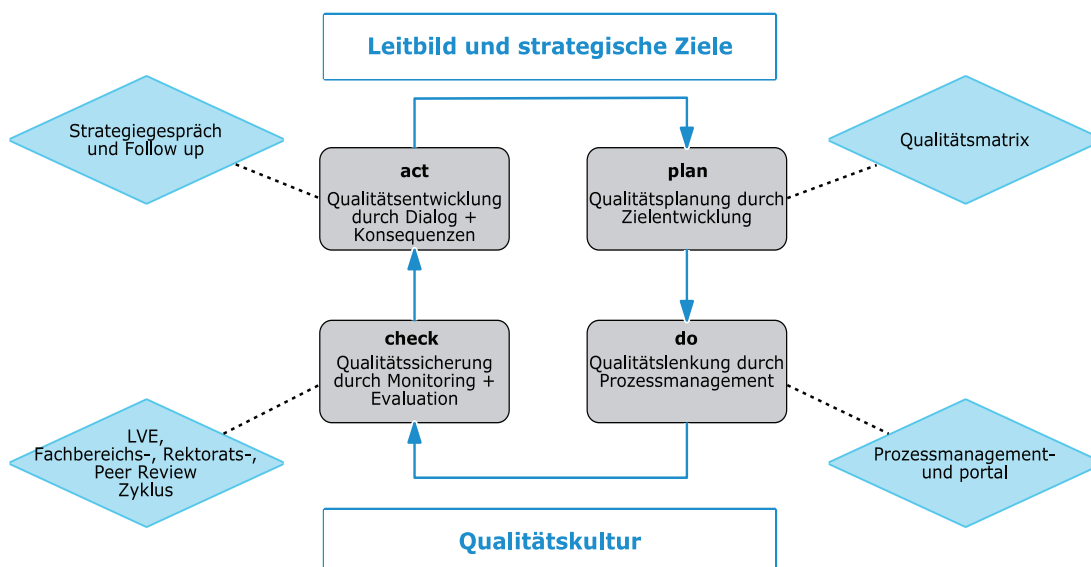 Leitbild und strategische Ziele
Strategiegespräch
und Follow up
act
Qualitätsentwicklung
durch Dialog +
Konsequenzen
plan
Qualitätsplanung durch
Zielentwicklung
Qualitätsmatrix
check
Qualitätssicherung
durch Monitoring +
Evaluation
do
Qualitätslenkung durch
Prozessmanagement
LVE,
Fachbereichs-, Rektorats-,
Peer Review
Zyklus
Prozessmanagement-
und portal
Qualitätskultur